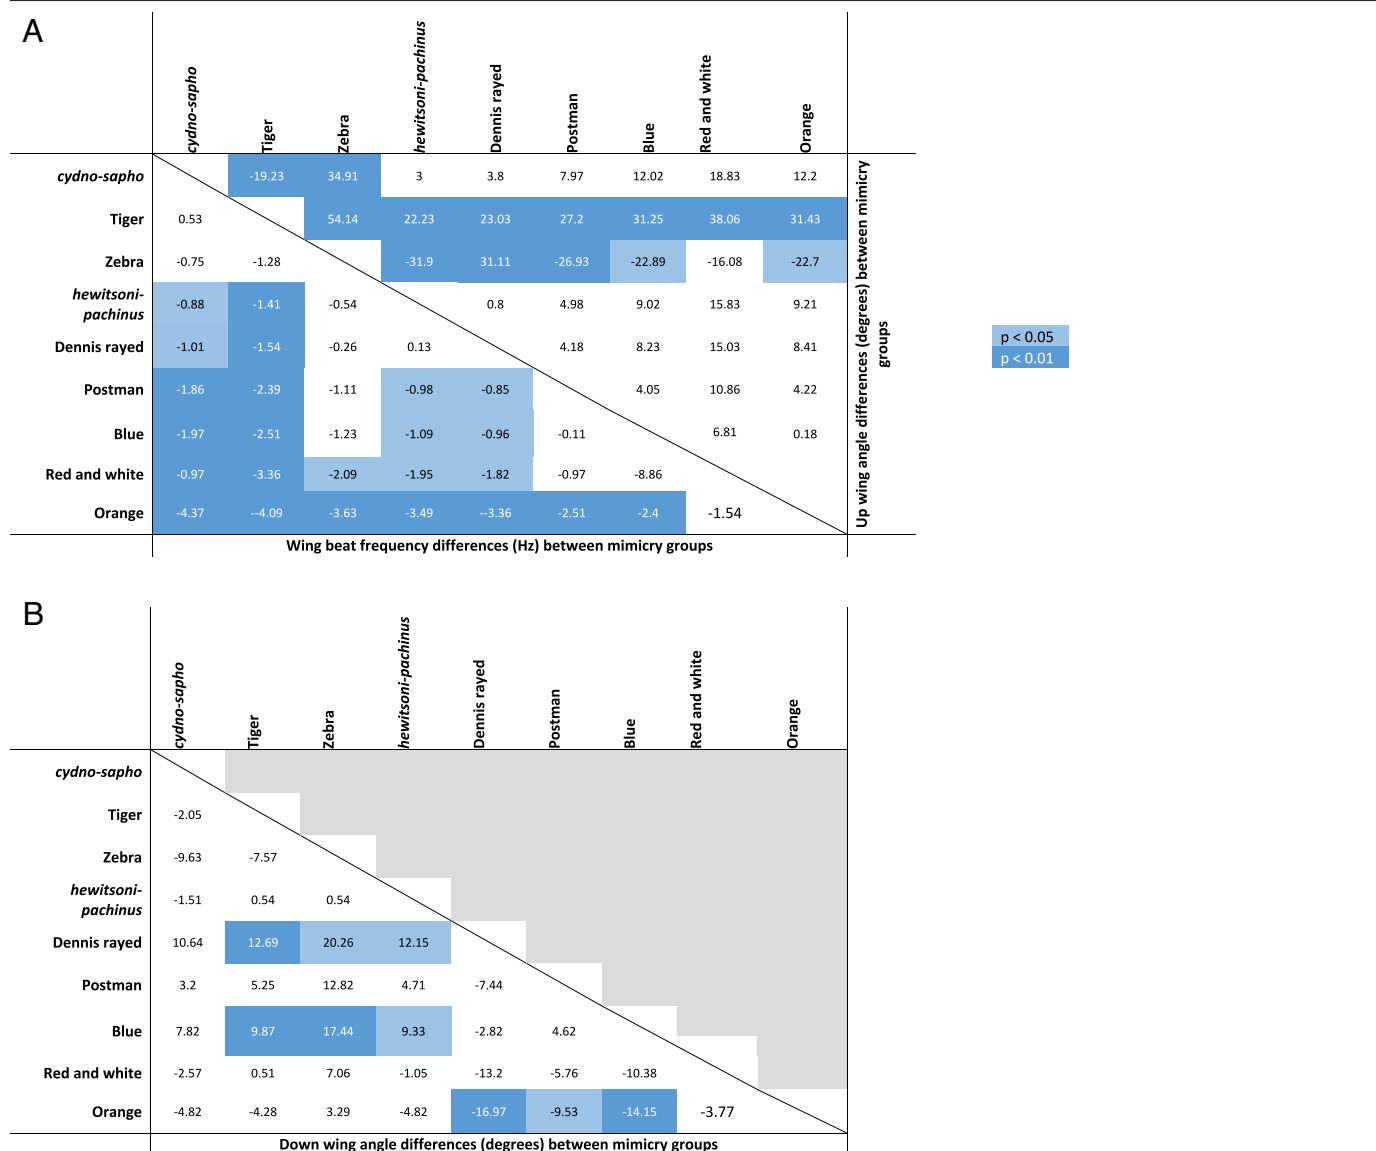 A
cydno-sapho Tiger Zebra hewitsoni-pachinus Dennis rayed Postman Blue Red and white Orange
cydno-sapho -19.23 34.91 3 3.8 7.97 12.02 18.83 12.2
Tiger 0.53 54.14 22.23 23.03 27.2 31.25 38.06 31.43
Zebra -0.75 -1.28 -31.9 31.11 -26.93 -22.89 -16.08 -22.7
hewitsoni-
pachinus -0.88 -1.41 -0.54 0.8 4.98 9.02 15.83 9.21
Dennis rayed -1.01 -1.54 -0.26 0.13 4.18 8.23 15.03 8.41
Postman -1.86 -2.39 -1.11 -0.98 -0.85 4.05 10.86 4.22
Blue -1.97 -2.51 -1.23 -1.09 -0.96 -0.11 6.81 0.18
Red and white -0.97 -3.36 -2.09 -1.95 -1.82 -0.97 -8.86
Orange -4.37 --4.09 -3.63 -3.49 --3.36 -2.51 -2.4 -1.54
Wing beat frequency differences (Hz) between mimicry groups
Up wing angle differences (degrees) between mimicry
groups
p < 0.05
p < 0.01
B
cydno-sapho Tiger Zebra hewitsoni-pachinus Dennis rayed Postman Blue Red and white Orange
cydno-sapho
Tiger -2.05
Zebra -9.63 -7.57
hewitsoni-
pachinus -1.51 0.54 0.54
Dennis rayed 10.64 12.69 20.26 12.15
Postman 3.2 5.25 12.82 4.71 -7.44
Blue 7.82 9.87 17.44 9.33 -2.82 4.62
Red and white -2.57 0.51 7.06 -1.05 -13.2 -5.76 -10.38
Orange -4.82 -4.28 3.29 -4.82 -16.97 -9.53 -14.15 -3.77
Down wing angle differences (degrees) between mimicry groups